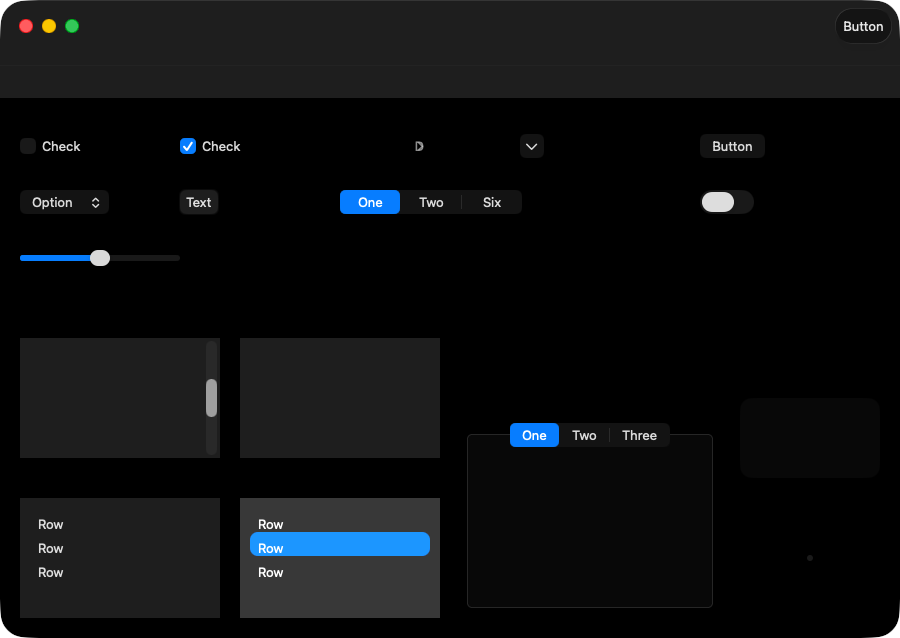 Button
Check
Check
Button
Option
Text
One
Two
Six
One
Two
Three
Row
Row
Row
Row
Row
Row